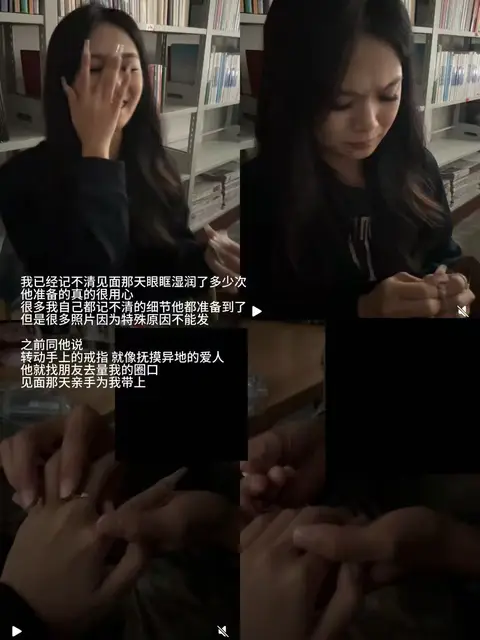 我已经记不清见面那天眼眶湿润了多少次
他准备的真的很用心
很多我自己都记不清的细节他都准备到了
但是很多照片因为特殊原因不能发
之前同他说
转动手上的戒指 就像抚摸异地的爱人
他就找朋友去量我的圈口
见面那天亲手为我带上